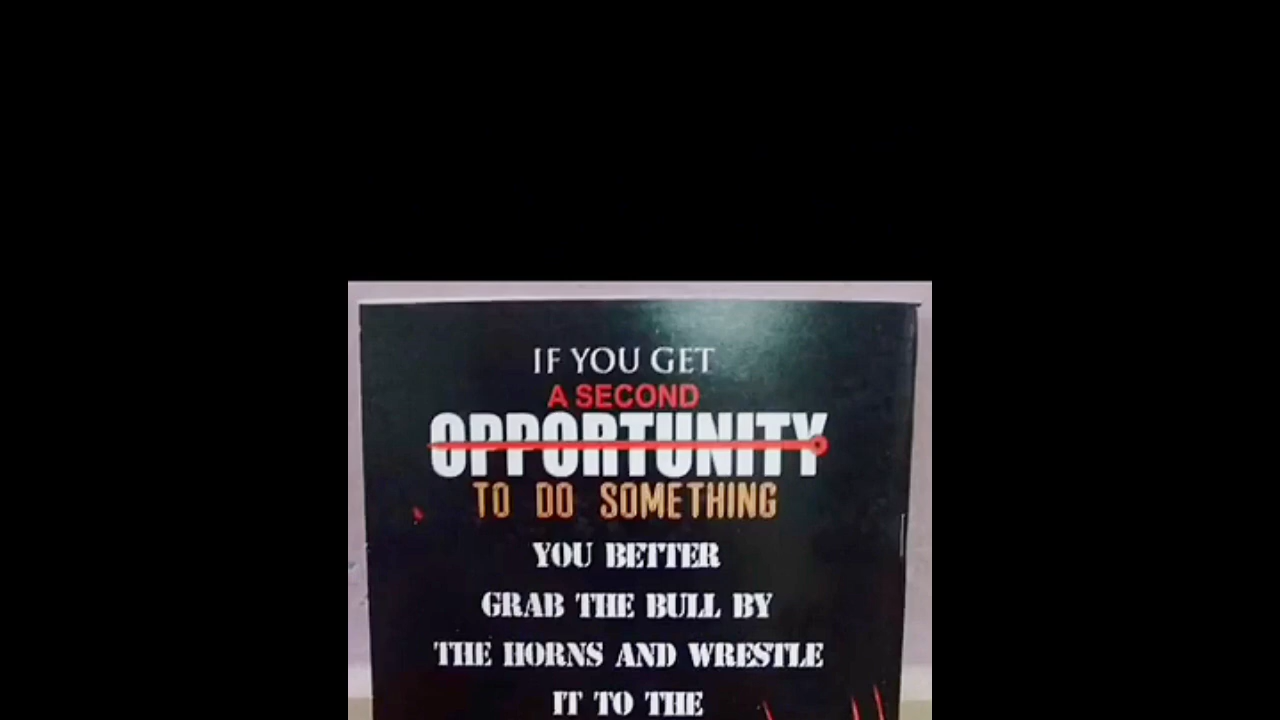 IF YOU GET
A SECOND
OPPORTUNITY
TO DO SOMETHING
YOU BETTER
GRAB THE BULL BY
THE HORNS AND WRESTLE
IT TO THE